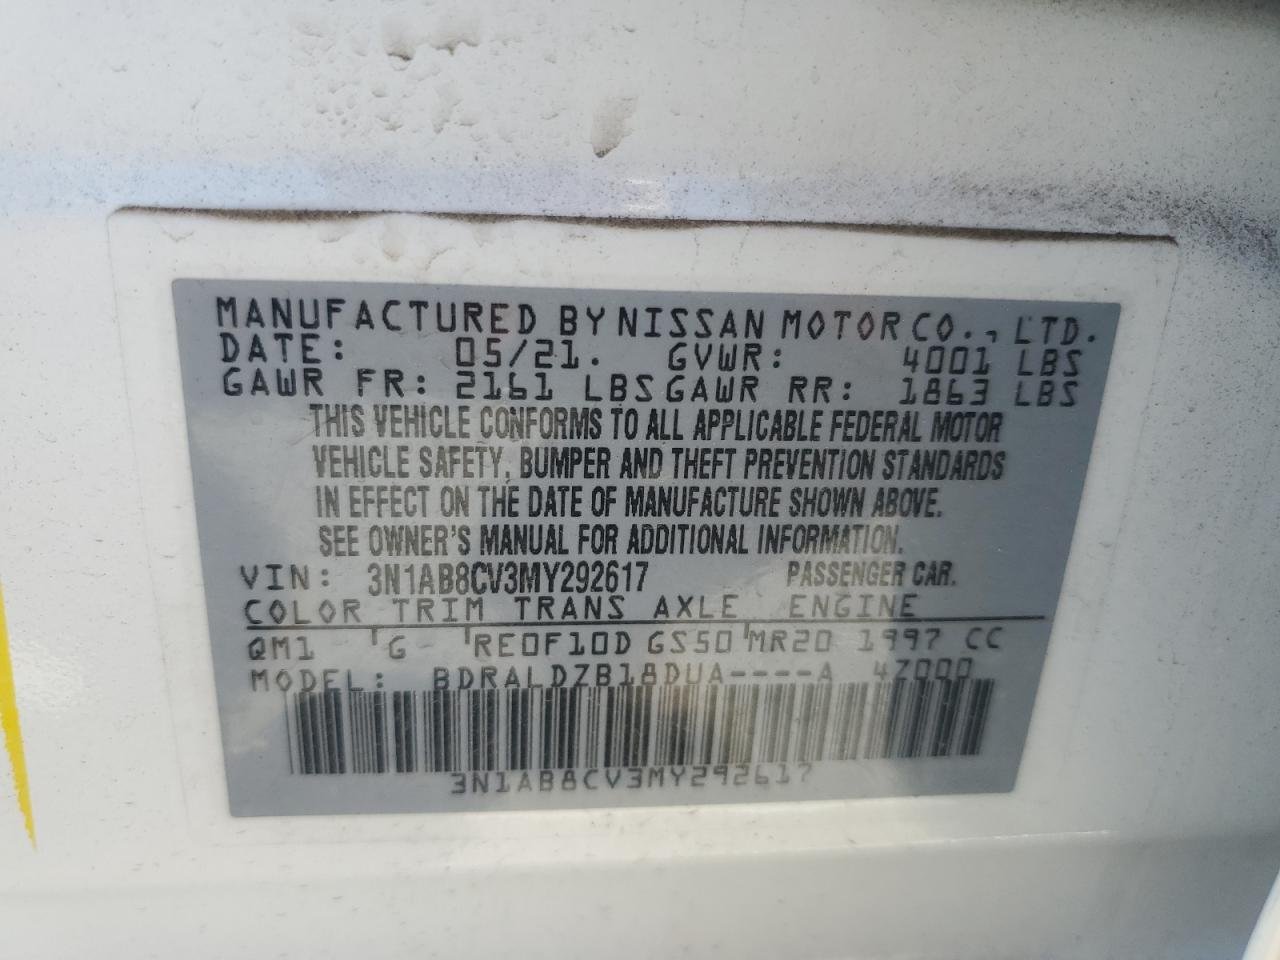 MANUFACTURED BY NISSAN MOTOR CO., LTD.
DATE: 05/21. GVWR: 4001 LBS
GAWR FR: 2161 LBS GAWR RR: 1863 LBS
THIS VEHICLE CONFORMS TO ALL APPLICABLE FEDERAL MOTOR
VEHICLE SAFETY, BUMPER AND THEFT PREVENTION STANDARDS
IN EFFECT ON THE DATE OF MANUFACTURE SHOWN ABOVE.
SEE OWNER'S MANUAL FOR ADDITIONAL INFORMATION.
VIN: 3N1AB8CV3MY292617 PASSENGER CAR.
COLOR TRIM TRANS AXLE ENGINE
QM1 G RE0F10D GS50 MR20 1997 CC
MODEL: BDRALDZB18DUA----A 4Z000
3N1AB8CV3MY292617